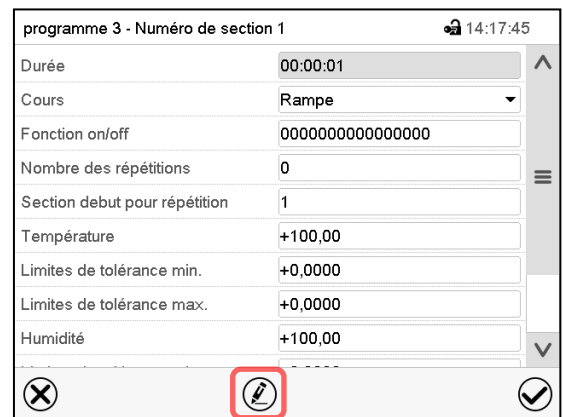 programme 3 - Numéro de section 1 14:17:45
Durée 00:00:01
Cours Rampe
Fonction on/off 0000000000000000
Nombre des répétitions 0
Section debut pour répétition 1
Température +100,00
Limites de tolérance min. +0,0000
Limites de tolérance max. +0,0000
Humidité +100,00